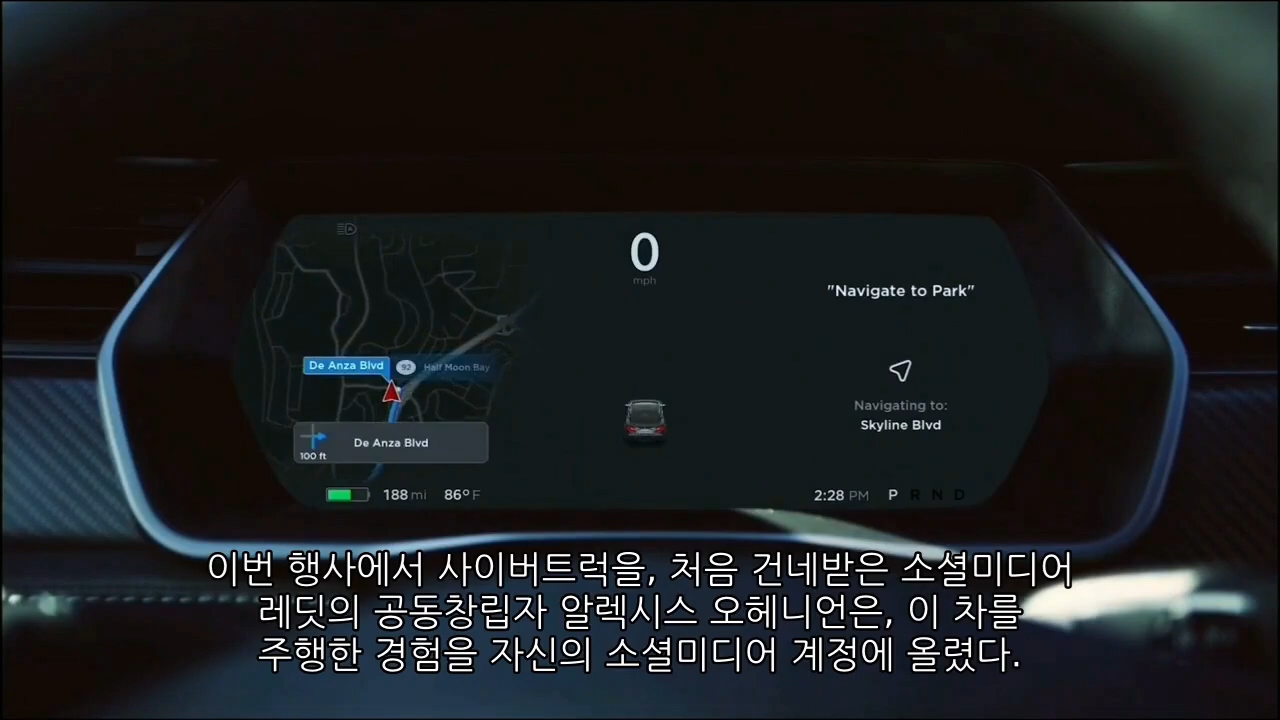 0
mph
"Navigate to Park"
De Anza Blvd 92 Half Moon Bay
Navigating to:
Skyline Blvd
De Anza Blvd
100 ft
188 mi 86° F
2:28 PM P R N D
이번 행사에서 사이버트럭을, 처음 건네받은 소셜미디어
레딧의 공동창립자 알렉시스 오헤니언은, 이 차를
주행한 경험을 자신의 소셜미디어 계정에 올렸다.